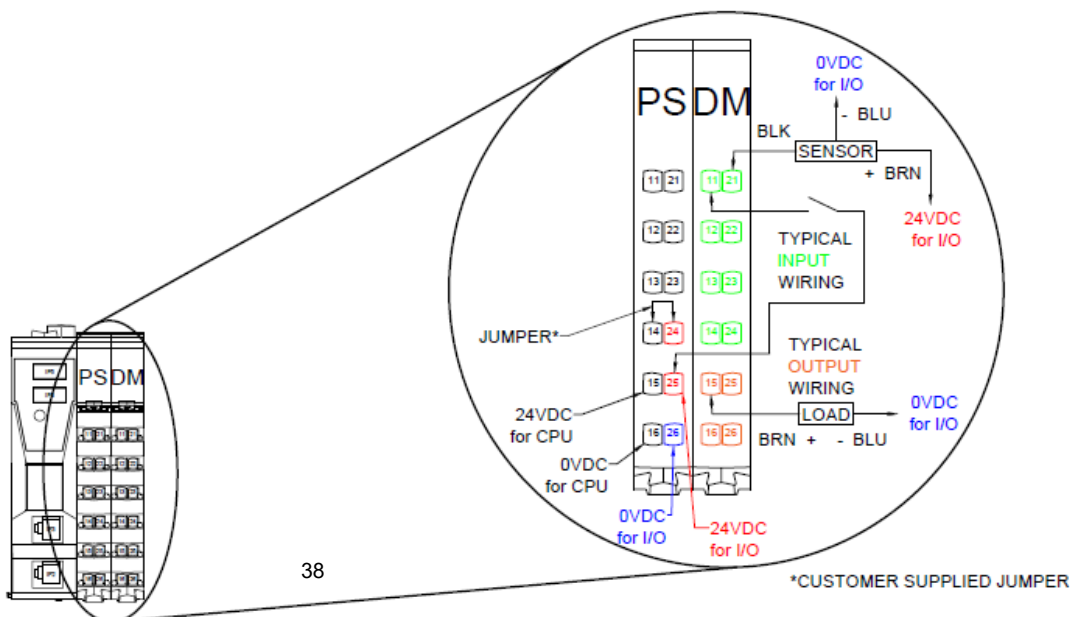 0VDC
for I/O
- BLU
BLK
SENSOR
+ BRN
24VDC
for I/O
PS DM
11 21 11 21
12 22 12 22
13 23 13 23
14 24 14 24
15 25 15 25
16 26 16 26
TYPICAL
INPUT
WIRING
JUMPER*
TYPICAL
OUTPUT
WIRING
LOAD
BRN + - BLU
0VDC
for I/O
24VDC
for CPU
0VDC
for CPU
0VDC
for I/O
24VDC
for I/O
*CUSTOMER SUPPLIED JUMPER
PS DM
38